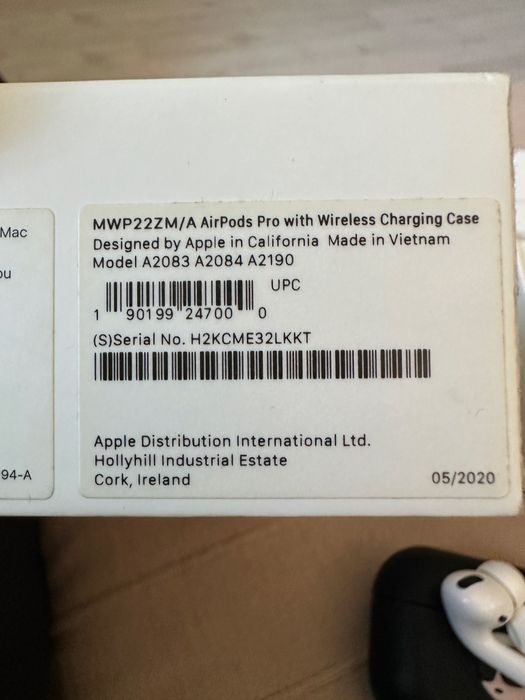 Mac
ou
94-A
MWP22ZM/A AirPods Pro with Wireless Charging Case
Designed by Apple in California Made in Vietnam
Model A2083 A2084 A2190
UPC
1 90199 24700 0
(S)Serial No. H2KCME32LKKT
Apple Distribution International Ltd.
Hollyhill Industrial Estate
Cork, Ireland
05/2020